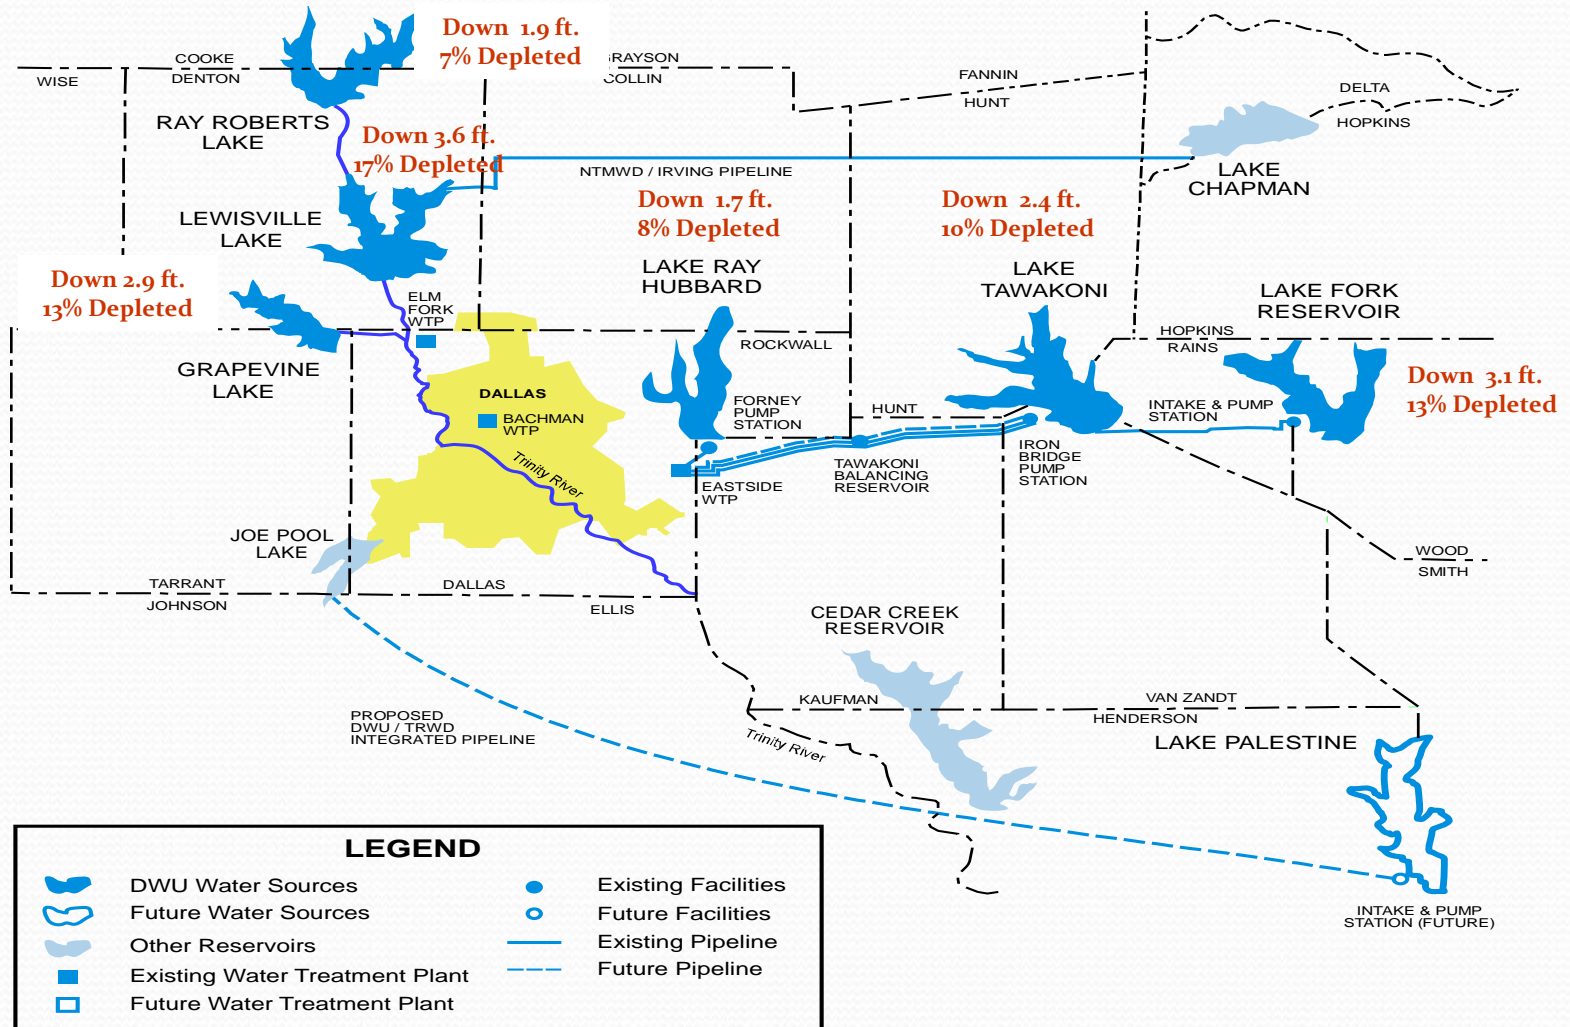 Down 1.9 ft.
7% Depleted
COOKE
DENTON
WISE
GRAYSON
COLLIN
FANNIN
HUNT
DELTA
HOPKINS
RAY ROBERTS
LAKE
Down 3.6 ft.
17% Depleted
NTMWD / IRVING PIPELINE
LAKE
CHAPMAN
LEWISVILLE
LAKE
Down 1.7 ft.
8% Depleted
Down 2.4 ft.
10% Depleted
LAKE RAY
HUBBARD
LAKE
TAWAKONI
LAKE FORK
RESERVOIR
Down 2.9 ft.
13% Depleted
ELM
FORK
WTP
ROCKWALL
HOPKINS
RAINS
GRAPEVINE
LAKE
Down 3.1 ft.
13% Depleted
DALLAS
BACHMAN
WTP
FORNEY
PUMP
STATION
HUNT
INTAKE & PUMP
STATION
Trinity River
EASTSIDE
WTP
TAWAKONI
BALANCING
RESERVOIR
IRON
BRIDGE
PUMP
STATION
JOE POOL
LAKE
WOOD
SMITH
TARRANT
JOHNSON
DALLAS
ELLIS
CEDAR CREEK
RESERVOIR
KAUFMAN
VAN ZANDT
HENDERSON
PROPOSED
DWU / TRWD
INTEGRATED PIPELINE
Trinity River
LAKE PALESTINE
INTAKE & PUMP
STATION (FUTURE)
LEGEND
DWU Water Sources
Future Water Sources
Other Reservoirs
Existing Water Treatment Plant
Future Water Treatment Plant
Existing Facilities
Future Facilities
Existing Pipeline
Future Pipeline